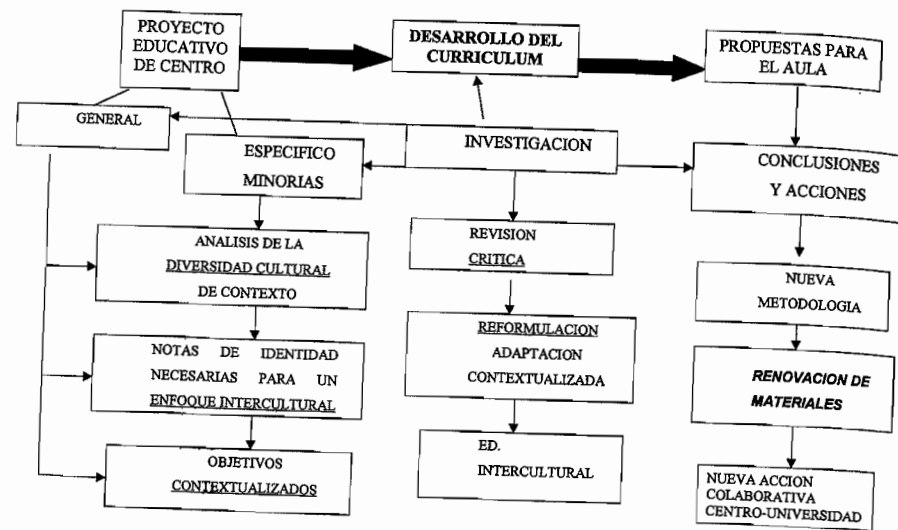 PROYECTO
EDUCATIVO
DE CENTRO
DESARROLLO DEL
CURRICULUM
PROPUESTAS PARA
EL AULA
GENERAL
ESPECIFICO
MINORIAS
INVESTIGACION
CONCLUSIONES
Y ACCIONES
ANALISIS DE LA
DIVERSIDAD CULTURAL
DE CONTEXTO
REVISION
CRITICA
NUEVA
METODOLOGIA
NOTAS DE IDENTIDAD
NECESARIAS PARA UN
ENFOQUE INTERCULTURAL
REFORMULACION
ADAPTACION
CONTEXTUALIZADA
RENOVACION DE
MATERIALES
OBJETIVOS
CONTEXTUALIZADOS
ED.
INTERCULTURAL
NUEVA ACCION
COLABORATIVA
CENTRO-UNIVERSIDAD